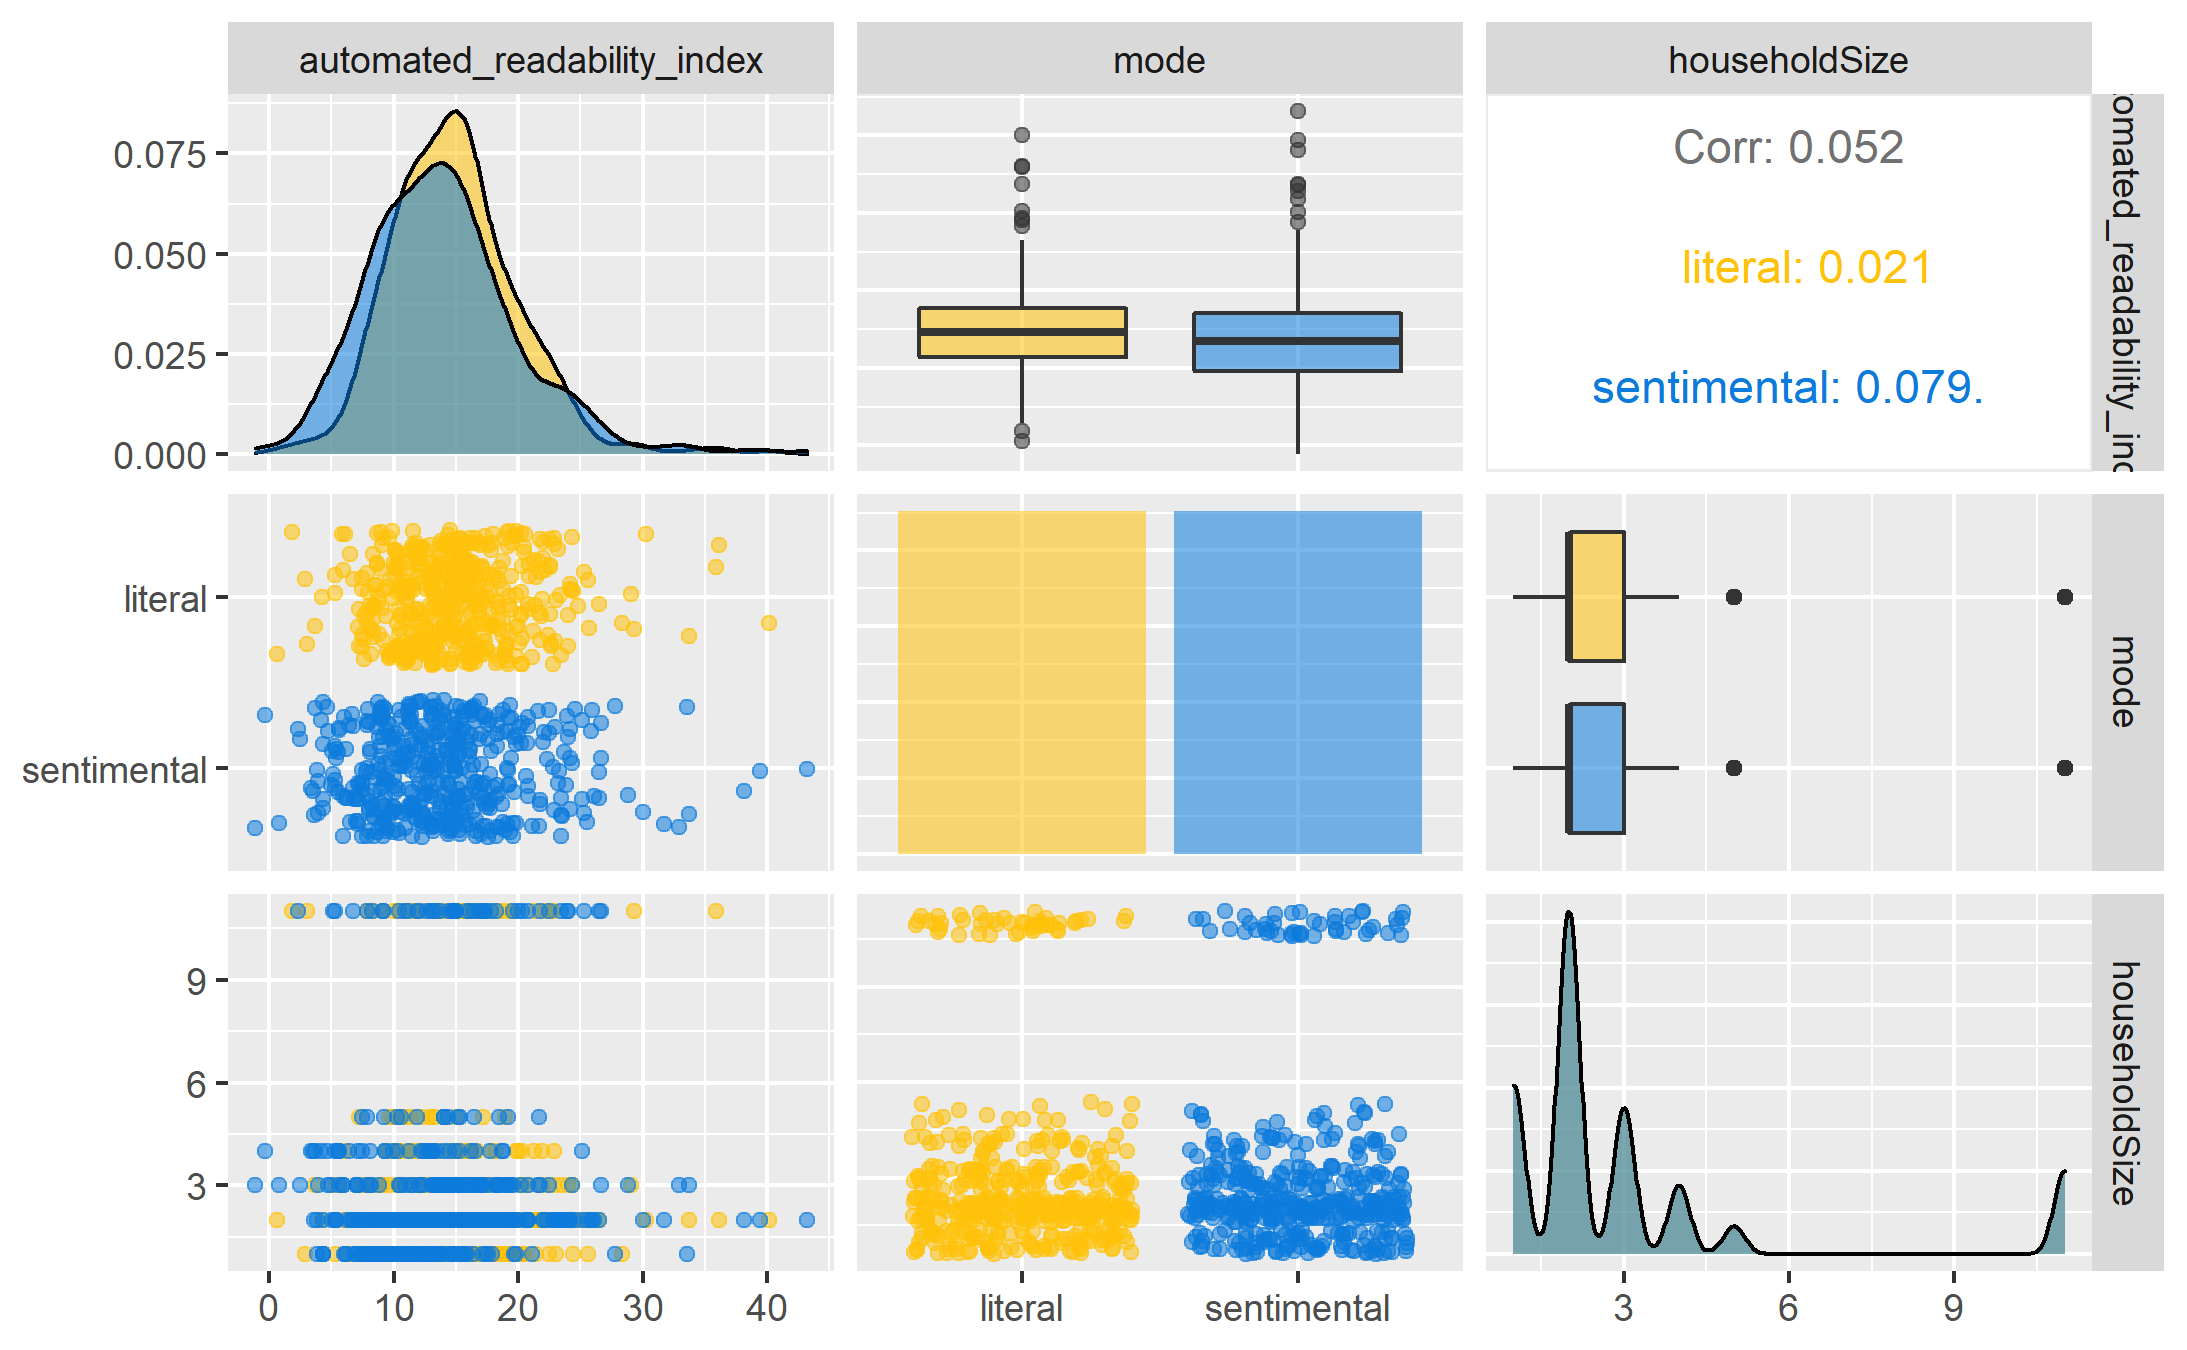 automated_readability_index mode householdSize
0.075
0.050
0.025
0.000
Corr: 0.052
literal: 0.021
sentimental: 0.079.
omated_readability_inc
literal
sentimental
mode
9
6
3
householdSize
0 10 20 30 40 literal sentimental 3 6 9